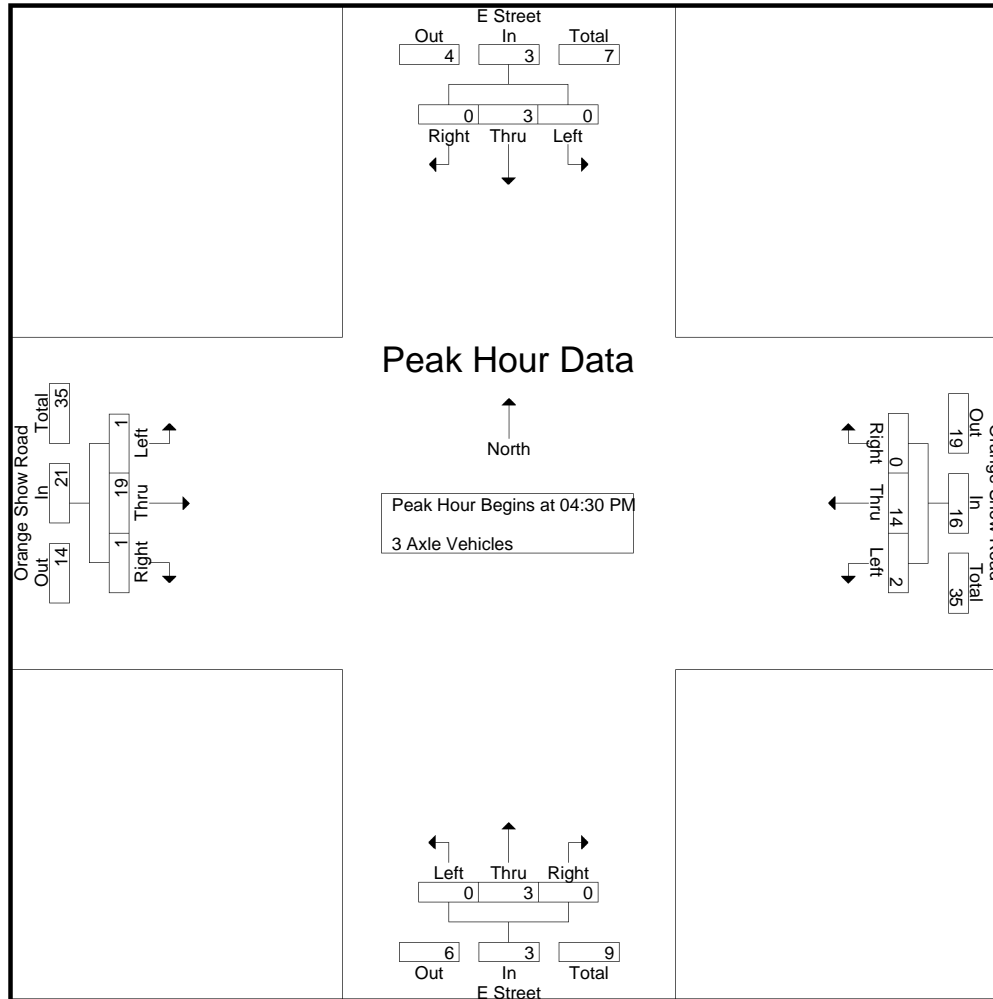 E Street
Out In Total
4 3 7
0 3 0
Right Thru Left
Peak Hour Data
North
Peak Hour Begins at 04:30 PM
3 Axle Vehicles
Orange Show Road
Total In Out
35 21 14
1 19 1
Left Thru Right
Out In Total
19 16 35
0 14 2
Right Thru Left
Left Thru Right
0 3 0
6 3 9
Out In Total
E Street